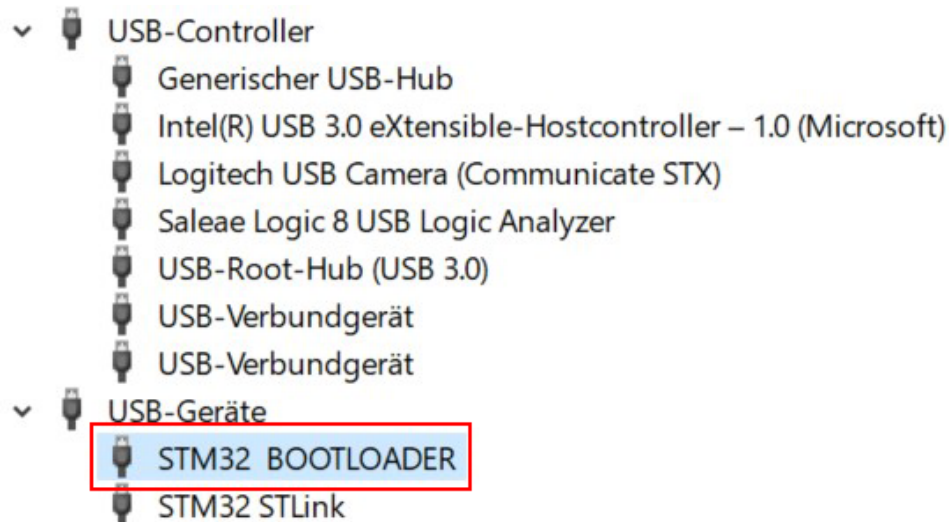 USB-Controller
Generischer USB-Hub
Intel(R) USB 3.0 eXtensible-Hostcontroller – 1.0 (Microsoft)
Logitech USB Camera (Communicate STX)
Saleae Logic 8 USB Logic Analyzer
USB-Root-Hub (USB 3.0)
USB-Verbundgerät
USB-Verbundgerät
USB-Geräte
STM32  BOOTLOADER
STM32 STLink